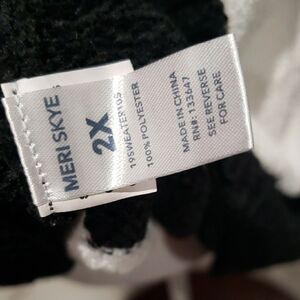 MERI SKYE
2X
19SWEATER105
100% POLYESTER
MADE IN CHINA
RN#: 133647
SEE REVERSE
FOR CARE